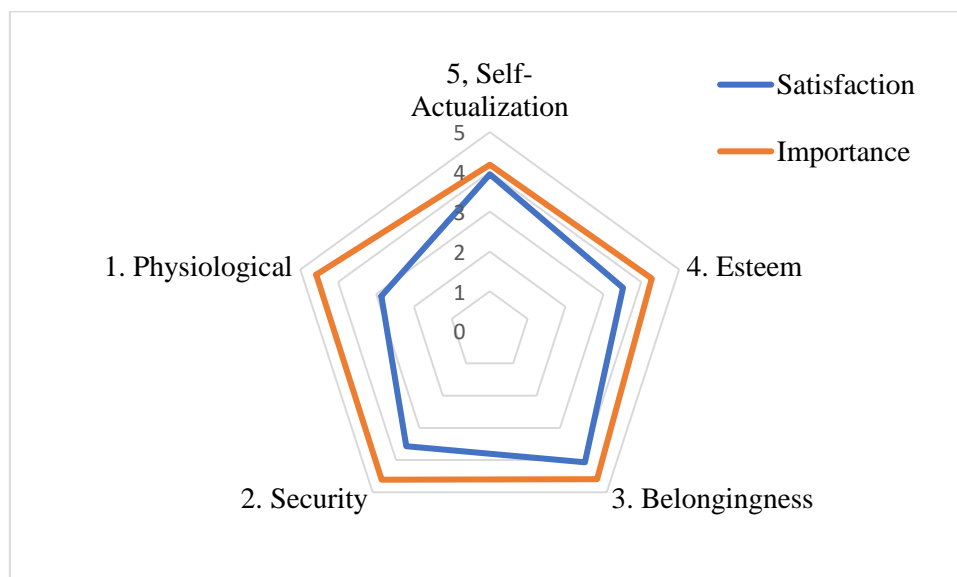 5, Self-
Actualization
Satisfaction
Importance
5
4
3
2
1
0
1. Physiological
4. Esteem
2. Security
3. Belongingness